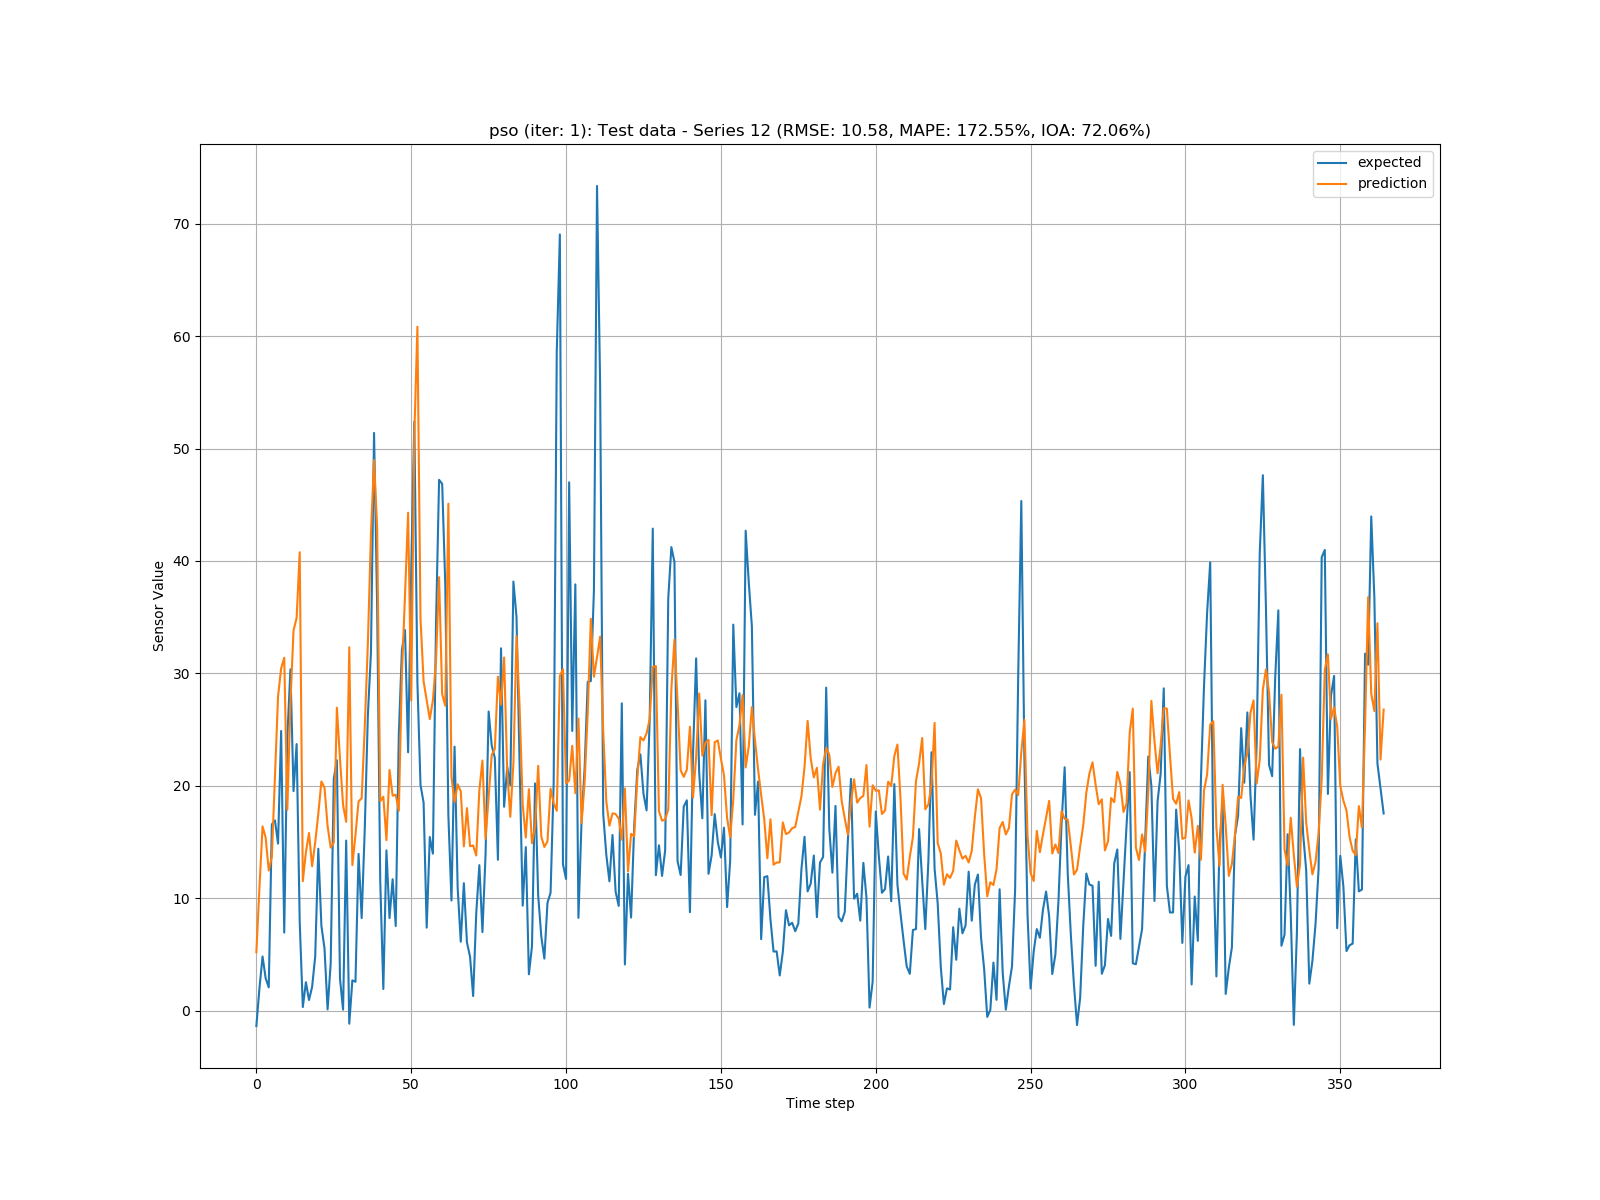 pso (iter: 1): Test data - Series 12 (RMSE: 10.58, MAPE: 172.55%, IOA: 72.06%)
expected
prediction
70
60
50
40
30
20
10
0
Sensor Value
0 50 100 150 200 250 300 350
Time step